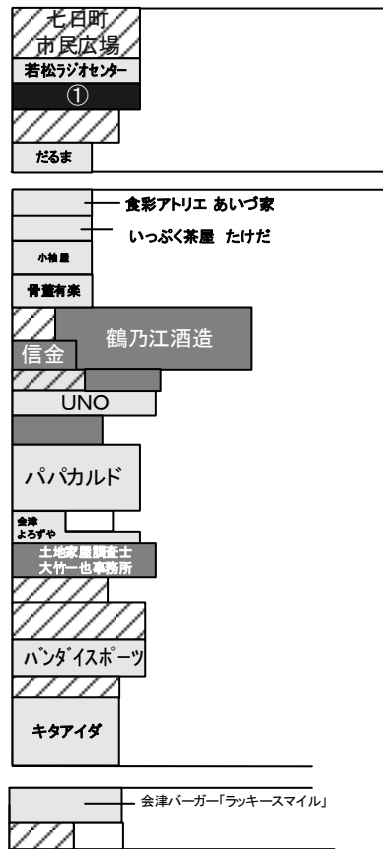 七日町
市民広場
若松ラジオセンター
①
だるま
食彩アトリエ あいづ家
いっぷく茶屋 たけだ
小袖屋
骨董有楽
鶴乃江酒造
信金
UNO
パパカルド
会津
よろずや
土地家屋調査士
大竹一也事務所
バンダイスポーツ
キタアイダ
会津バーガー「ラッキースマイル」